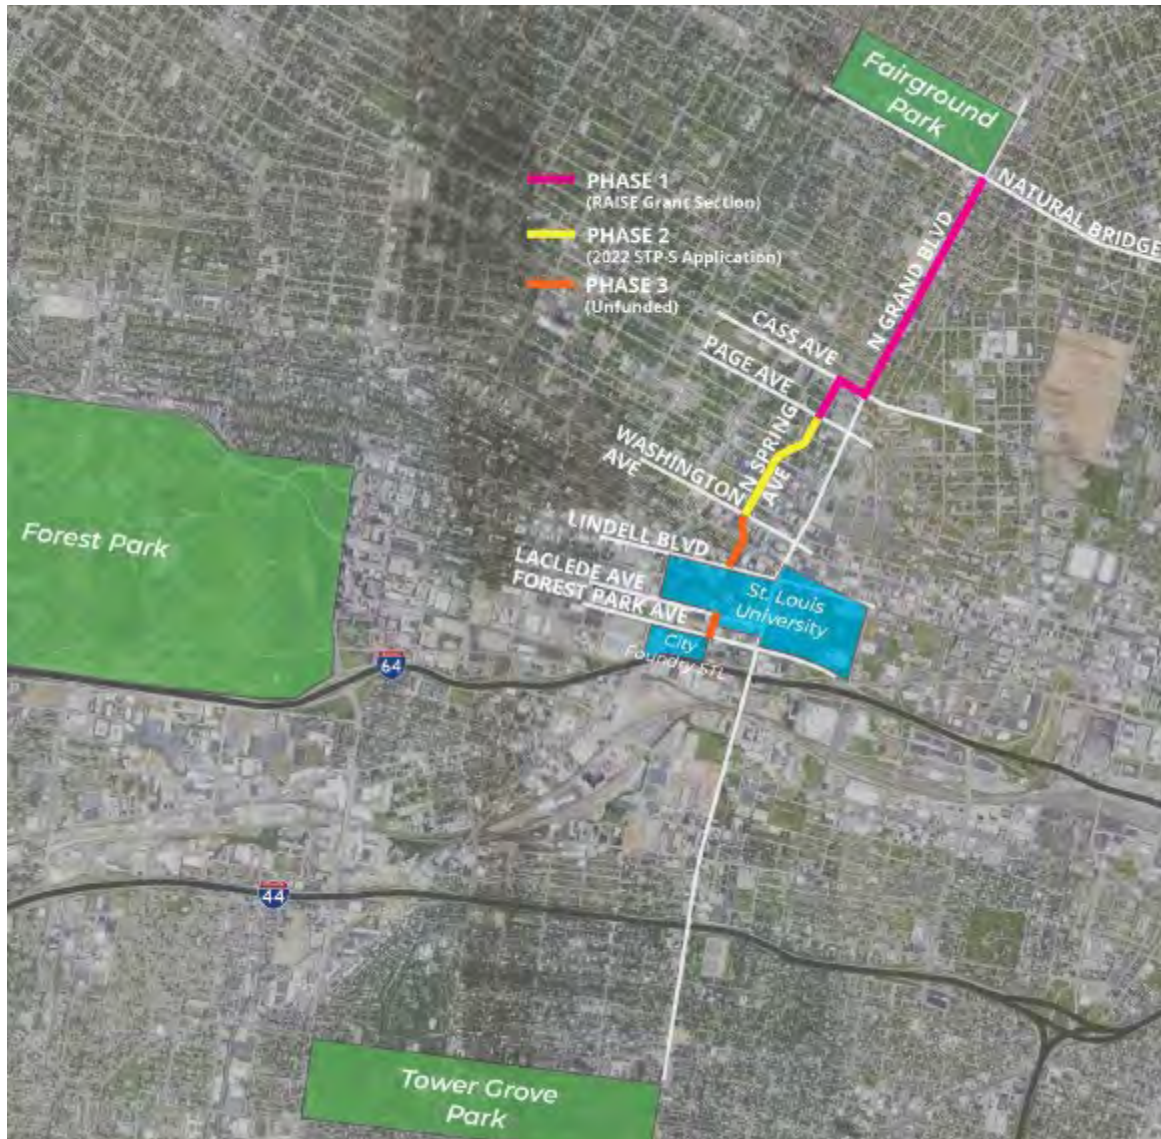 Fairground
Park
PHASE 1
(RAISE Grant Section)
PHASE 2
(2022 STP-S Application)
PHASE 3
(Unfunded)
NATURAL BRIDGE
N GRAND BLVD
CASS AVE
PAGE AVE
N SPRING
AVE
WASHINGTON
AVE
LINDELL BLVD
LACLEDE AVE
FOREST PARK AVE
St. Louis
University
City
Foundry STL
Forest Park
64
44
Tower Grove
Park